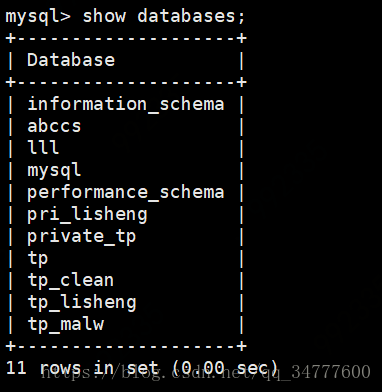 mysql> show databases;
+--------------------+
| Database           |
+--------------------+
| information_schema |
| abccs              |
| lll                |
| mysql              |
| performance_schema |
| pri_lisheng        |
| private_tp         |
| tp                 |
| tp_clean           |
| tp_lisheng         |
| tp_malw            |
+--------------------+
11 rows in set (0.00 sec)
https://blog.csdn.net/qq_34777600